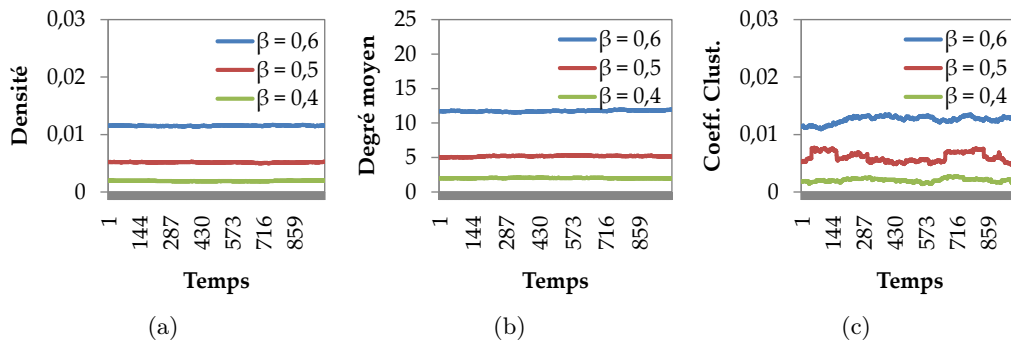 Densité
0,03
0,02
0,01
0
β = 0,6
β = 0,5
β = 0,4
1
144
287
430
573
716
859
Temps
(a)
Degré moyen
25
20
15
10
5
0
β = 0,6
β = 0,5
β = 0,4
1
144
287
430
573
716
859
Temps
(b)
Coeff. Clust.
0,03
0,02
0,01
0
β = 0,6
β = 0,5
β = 0,4
1
144
287
430
573
716
859
Temps
(c)